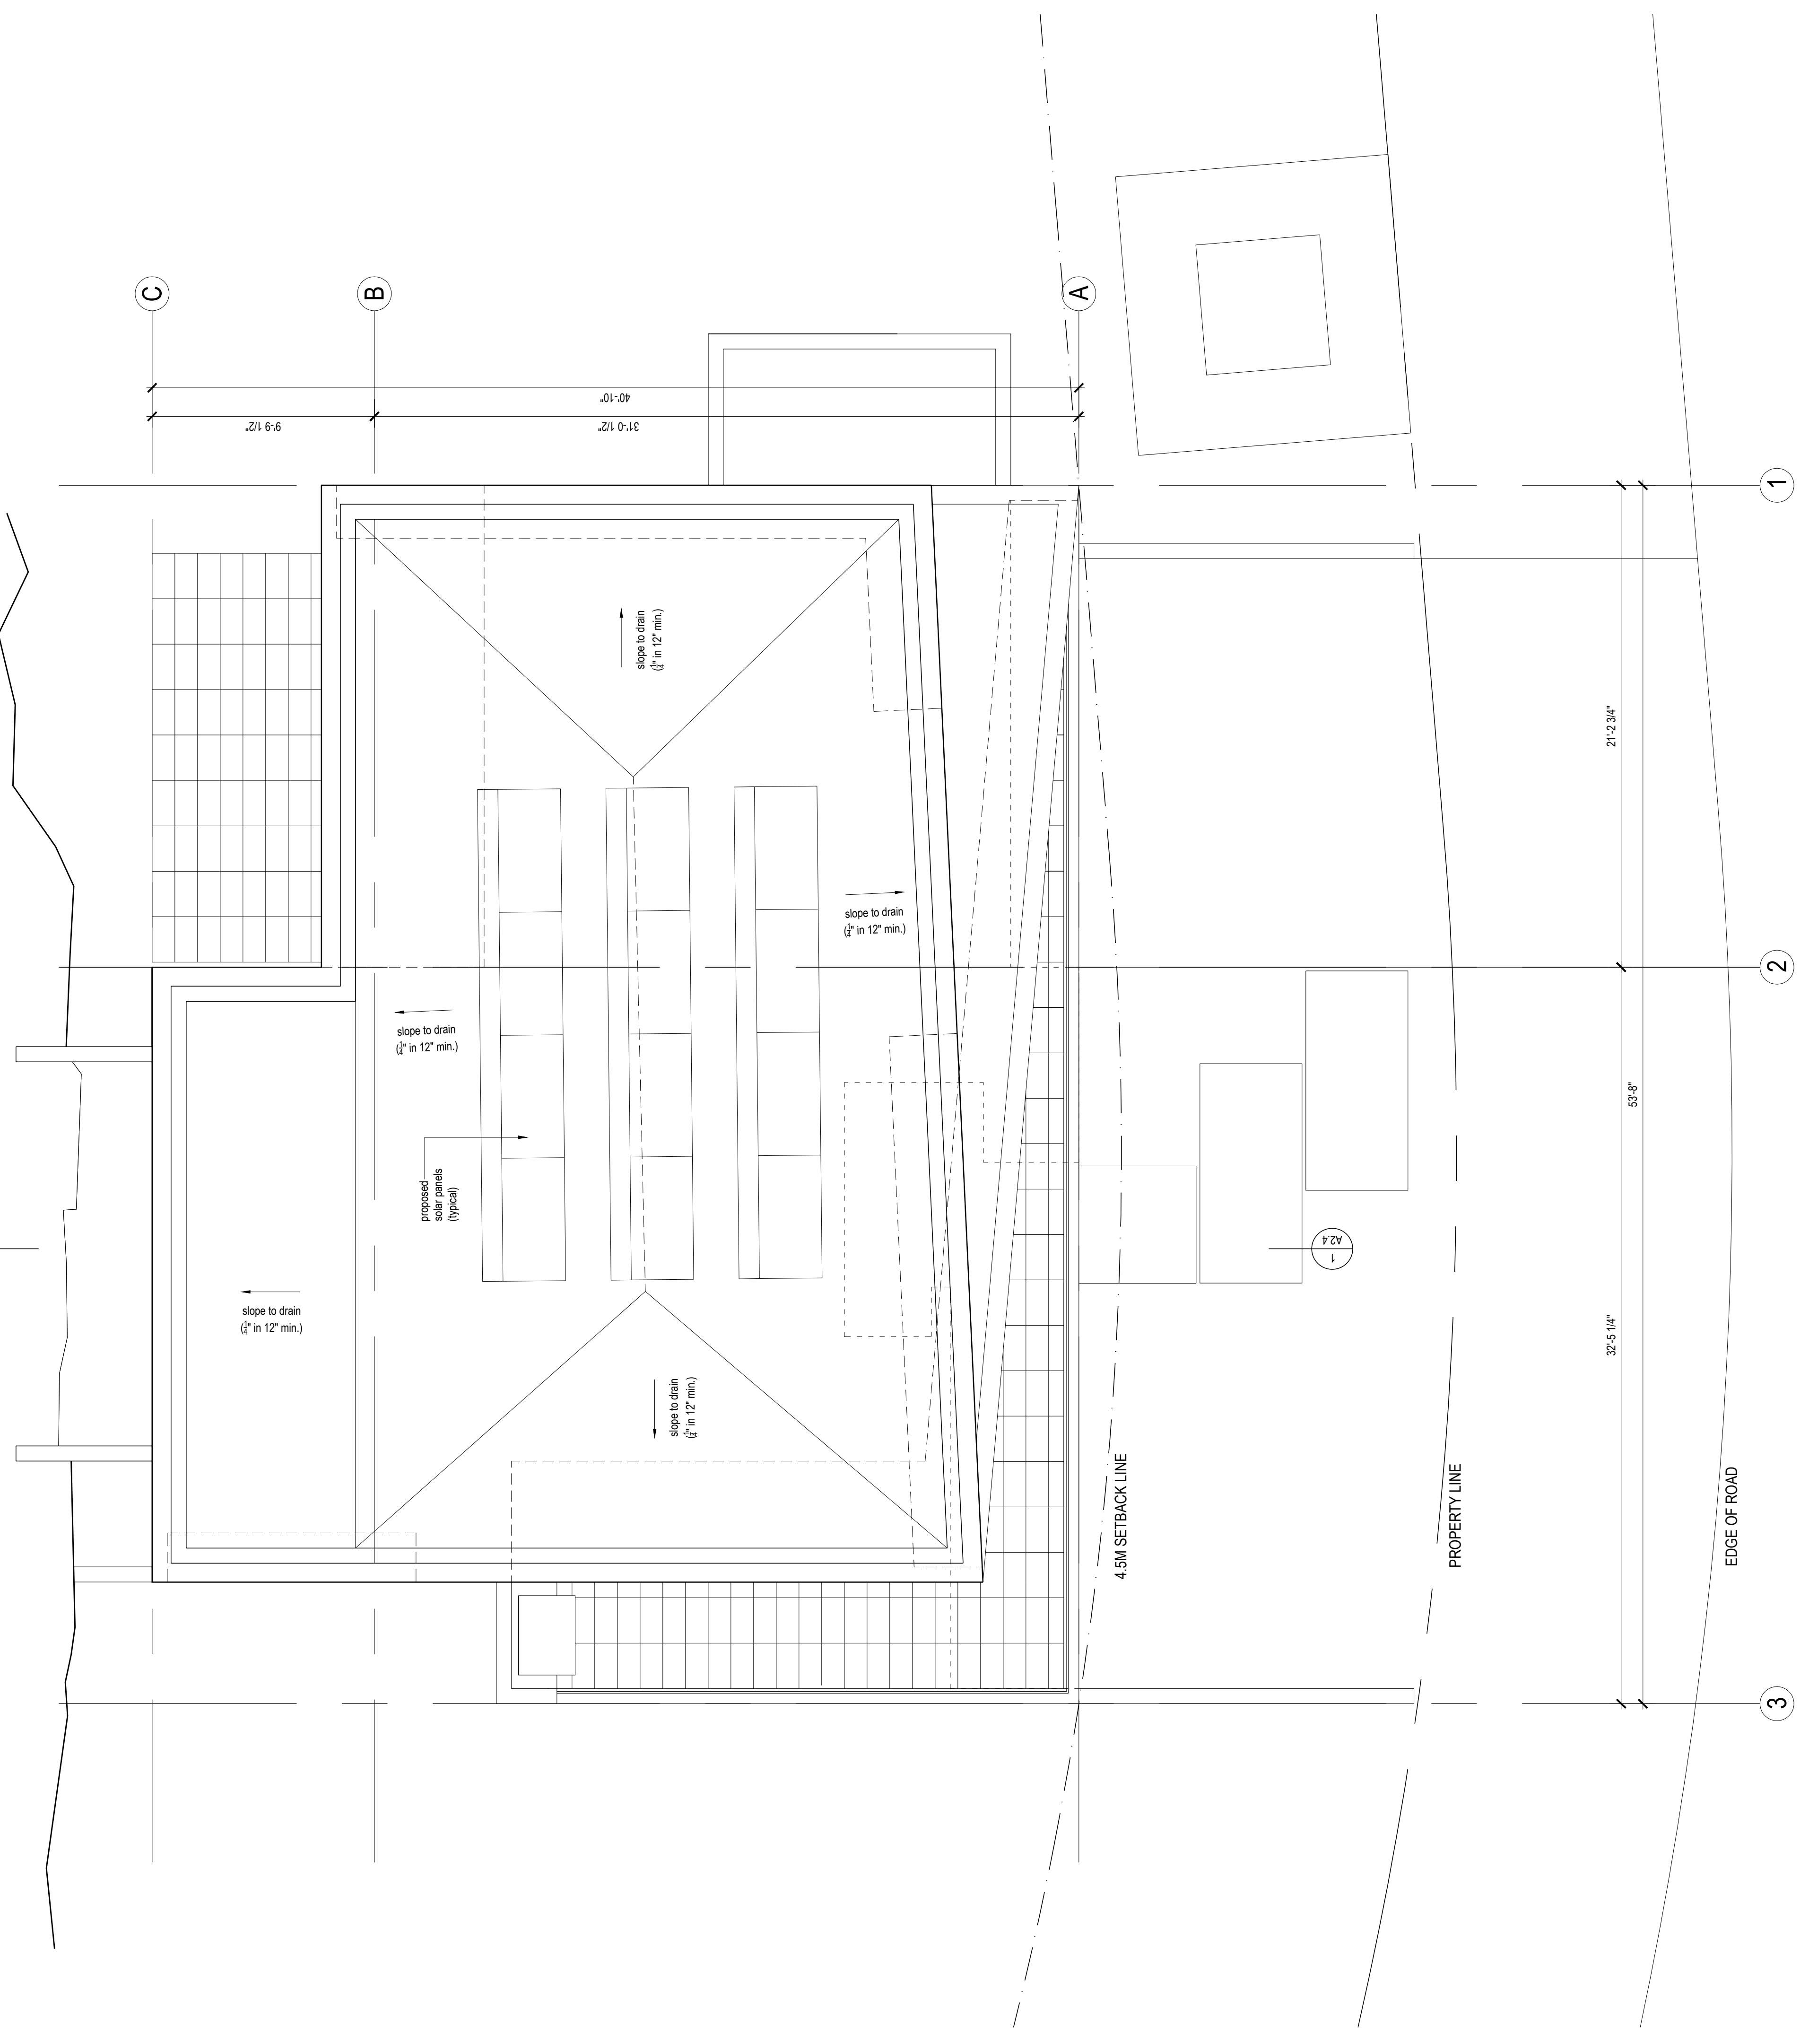 C
B
A
40'-10"
9'-9 1/2"
31'-0 1/2"
1
slope to drain
(1/4" in 12" min.)
21'-2 3/4"
slope to drain
(1/4" in 12" min.)
2
slope to drain
(1/4" in 12" min.)
53'-8"
proposed
solar panels
(typical)
1
A2.4
slope to drain
(1/4" in 12" min.)
32'-5 1/4"
slope to drain
(1/4" in 12" min.)
4.5M SETBACK LINE
PROPERTY LINE
EDGE OF ROAD
3